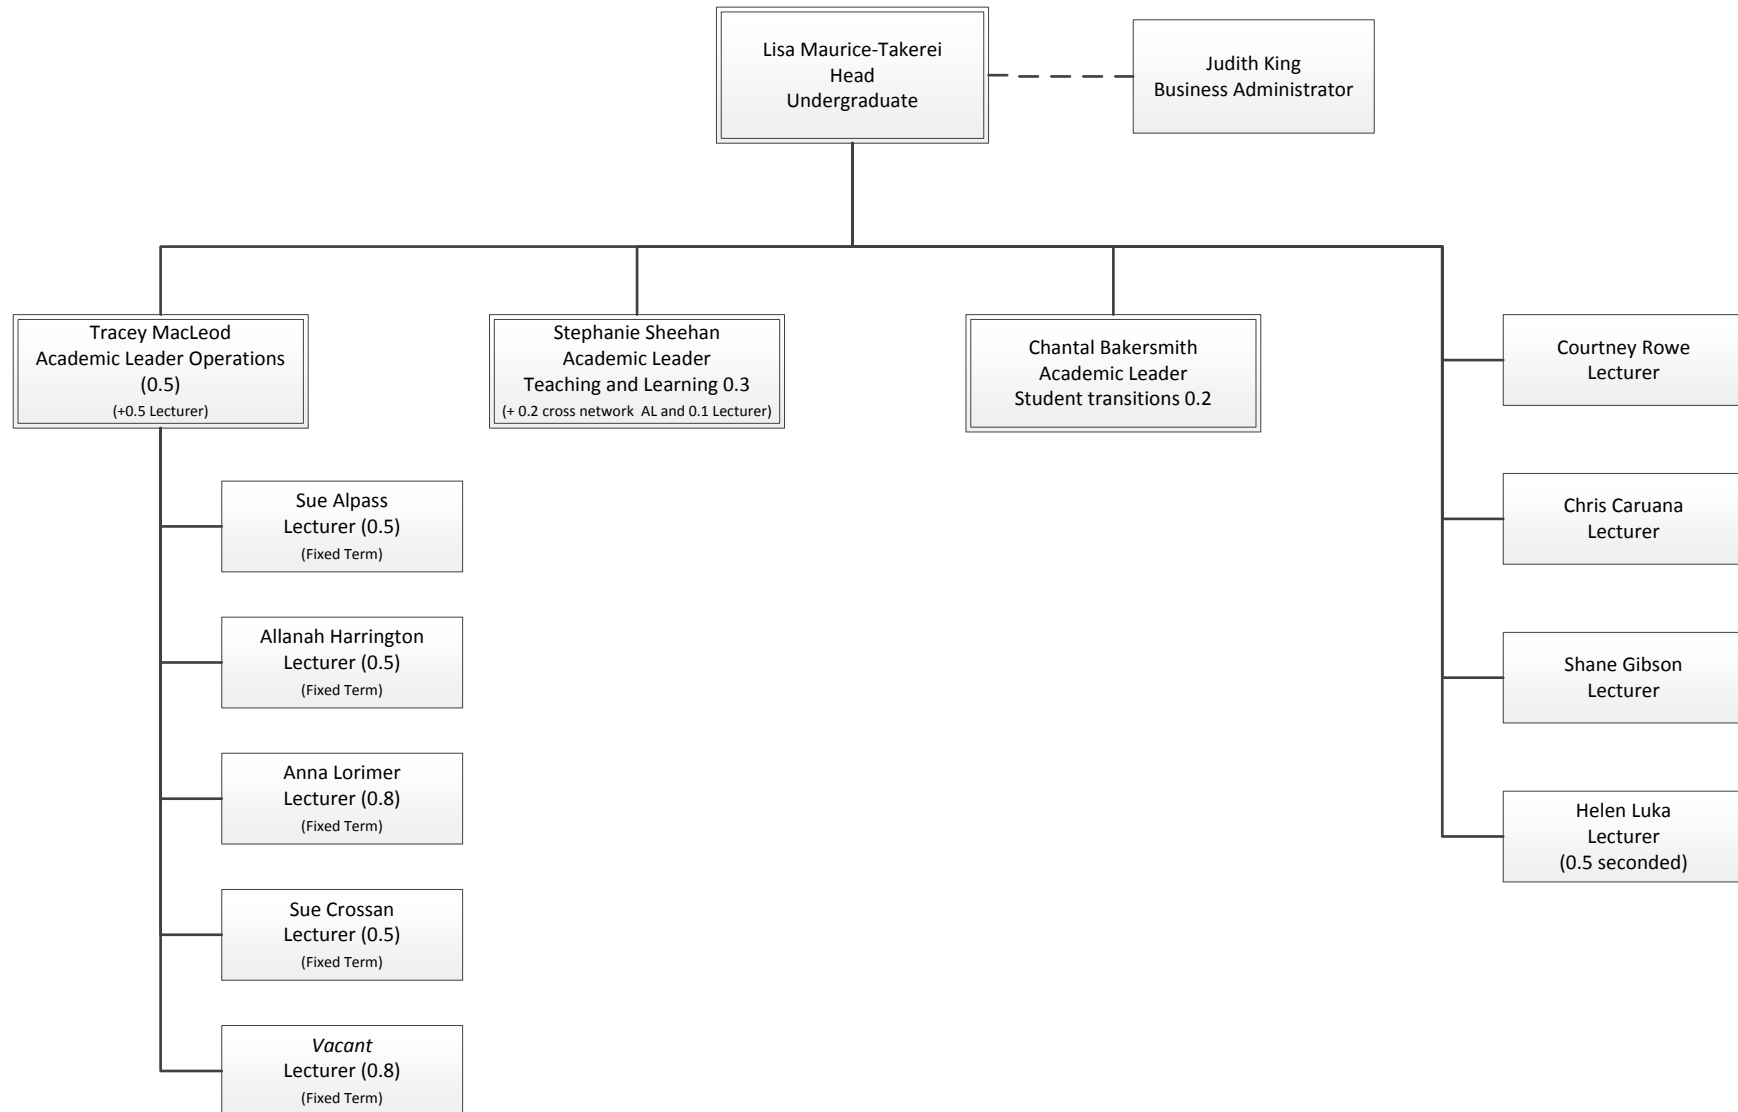 Lisa Maurice-Takerei
Head
Undergraduate
Judith King
Business Administrator
Tracey MacLeod
Academic Leader Operations
(0.5)
(+0.5 Lecturer)
Stephanie Sheehan
Academic Leader
Teaching and Learning 0.3
(+ 0.2 cross network AL and 0.1 Lecturer)
Chantal Bakersmith
Academic Leader
Student transitions 0.2
Sue Alpass
Lecturer (0.5)
(Fixed Term)
Allanah Harrington
Lecturer (0.5)
(Fixed Term)
Anna Lorimer
Lecturer (0.8)
(Fixed Term)
Sue Crossan
Lecturer (0.5)
(Fixed Term)
Vacant
Lecturer (0.8)
(Fixed Term)
Courtney Rowe
Lecturer
Chris Caruana
Lecturer
Shane Gibson
Lecturer
Helen Luka
Lecturer
(0.5 seconded)